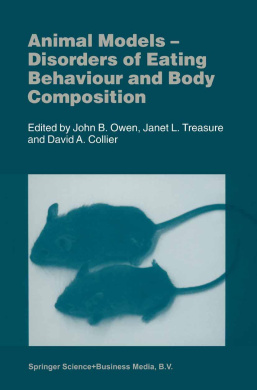 Animal Models –
Disorders of Eating
Behaviour and Body
Composition
Edited by John B. Owen, Janet L. Treasure
and David A. Collier
Springer Science+Business Media, B.V.